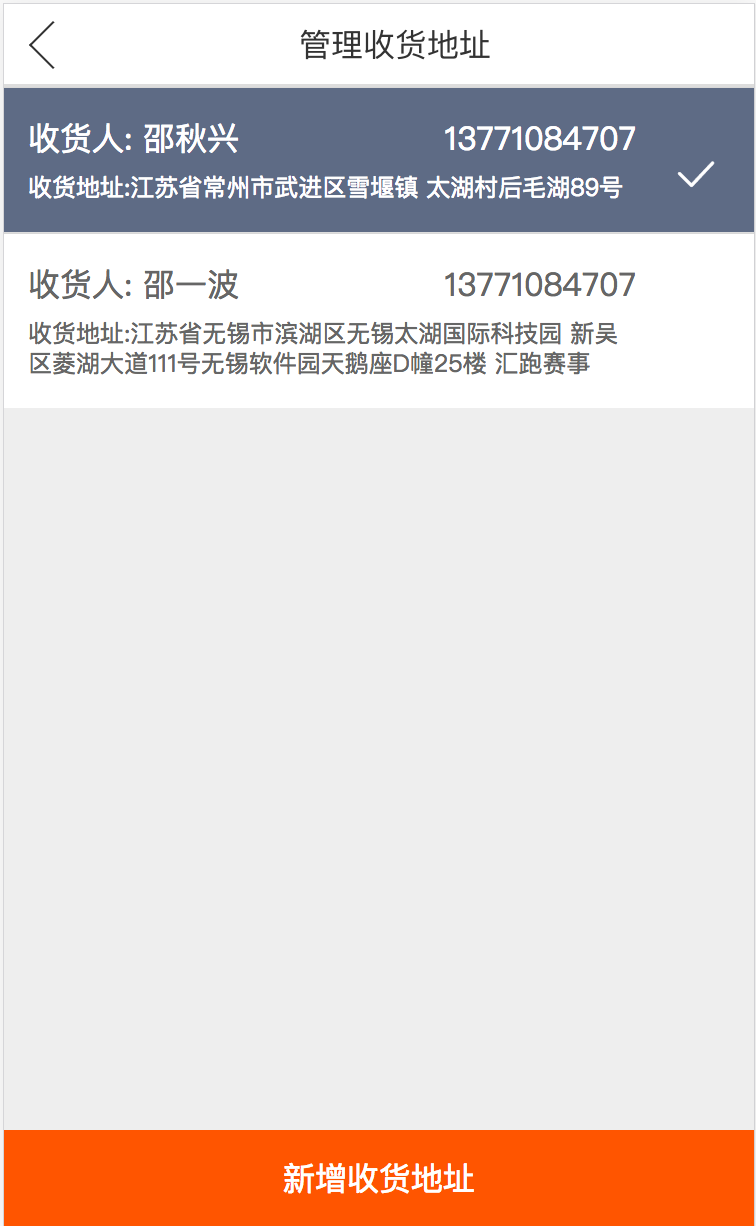 管理收货地址
收货人: 邵秋兴 13771084707
收货地址:江苏省常州市武进区雪堰镇 太湖村后毛湖89号
收货人: 邵一波 13771084707
收货地址:江苏省无锡市滨湖区无锡太湖国际科技园 新吴
区菱湖大道111号无锡软件园天鹅座D幢25楼 汇跑赛事
新增收货地址